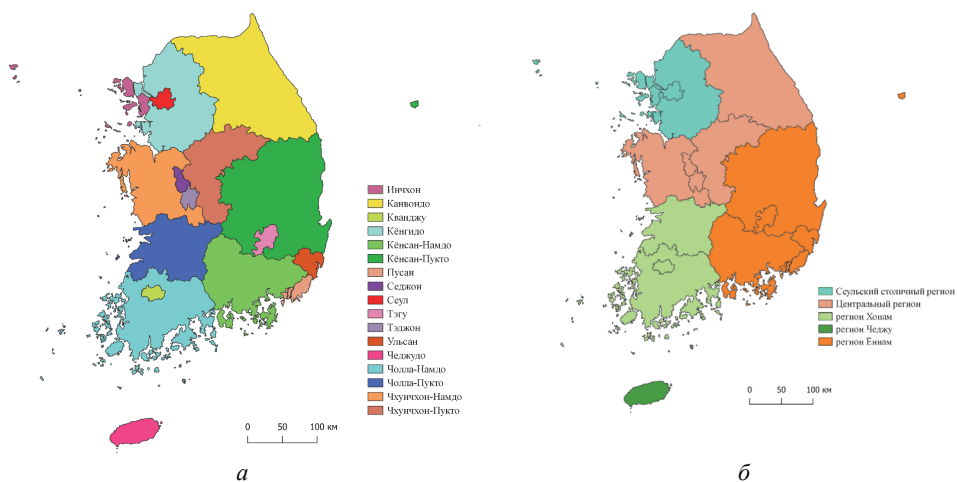 Инчхон
Канвондо
Кванджу
Кёнгидо
Кёнсан-Намдо
Кёнсан-Пукто
Пусан
Седжон
Сеул
Тэгу
Тэджон
Ульсан
Чеджудо
Чолла-Намдо
Чолла-Пукто
Чхунчхон-Намдо
Чхунчхон-Пукто
0 50 100 км
а
Сеульский столичный регион
Центральный регион
регион Хонам
регион Чеджу
регион Ённам
0 50 100 км
б